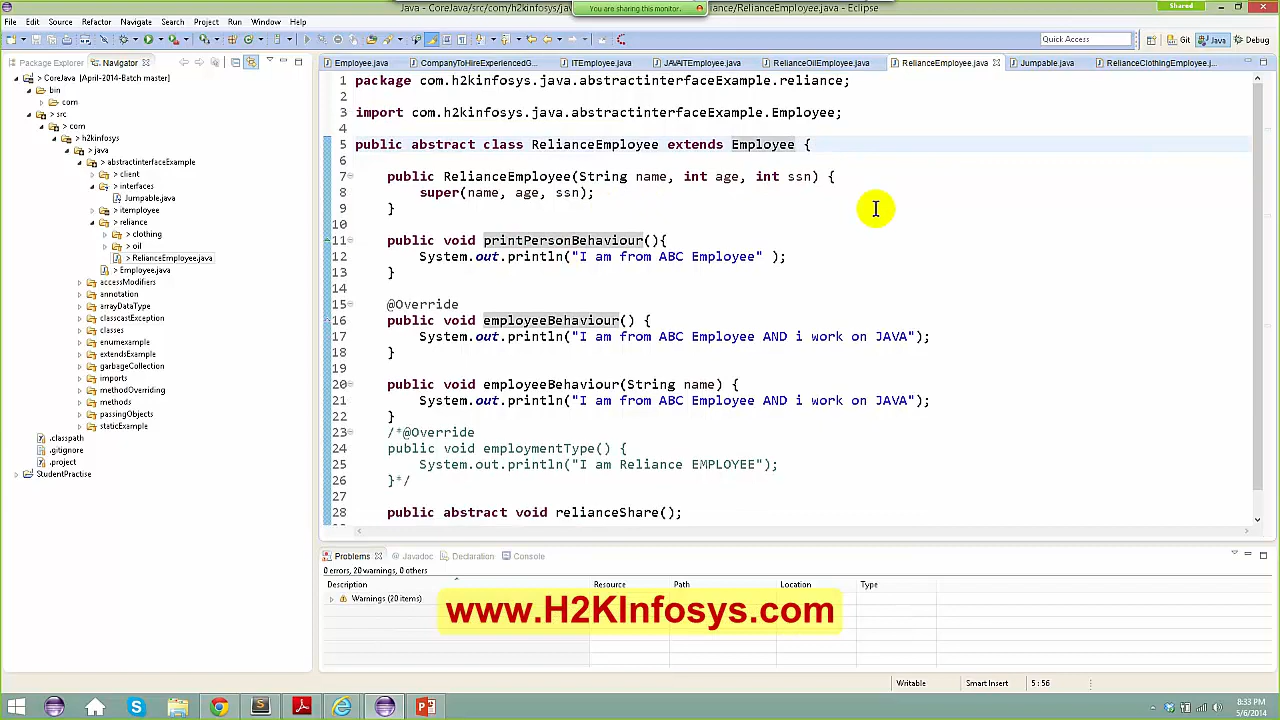 Java - CoreJava/src/com/h2kinfosys/jav
You are sharing this monitor.
iance/RelianceEmployee.java - Eclipse
Shared
File Edit Source Refactor Navigate Search Project Run Window Help
Quick Access
Git Java Debug
Package Explorer Navigator
Employee.java CompanyToHireExperiencedG... ITEmployee.java JAVAITEmployee.java RelianceOilEmployee.java RelianceEmployee.java Jumpable.java RelianceClothingEmployee.j...
> CoreJava [April-2014-Batch master]
bin
com
> src
> com
> h2kinfosys
> java
> abstractinterfaceExample
> client
> interfaces
Jumpable.java
> itemployee
> reliance
> clothing
> oil
> RelianceEmployee.java
> Employee.java
accessModifiers
annotation
arrayDataType
classcastException
classes
enumexample
extendsExample
garbageCollection
imports
methodOverriding
methods
passingObjects
staticExample
.classpath
.gitignore
.project
StudentPractise
1 package com.h2kinfosys.java.abstractinterfaceExample.reliance;
2
3 import com.h2kinfosys.java.abstractinterfaceExample.Employee;
4
5 public abstract class RelianceEmployee extends Employee {
6
7 public RelianceEmployee(String name, int age, int ssn) {
8 super(name, age, ssn);
9 }
10
11 public void printPersonBehaviour(){
12 System.out.println("I am from ABC Employee" );
13 }
14
15 @Override
16 public void employeeBehaviour() {
17 System.out.println("I am from ABC Employee AND i work on JAVA");
18 }
19
20 public void employeeBehaviour(String name) {
21 System.out.println("I am from ABC Employee AND i work on JAVA");
22 }
23 /*@Override
24 public void employmentType() {
25 System.out.println("I am Reliance EMPLOYEE");
26 }*/
27
28 public abstract void relianceShare();
Problems Javadoc Declaration Console
0 errors, 20 warnings, 0 others
Description Resource Path Location Type
Warnings (20 items)
www.H2KInfosys.com
Writable Smart Insert 5 : 56
8:33 PM
5/6/2014